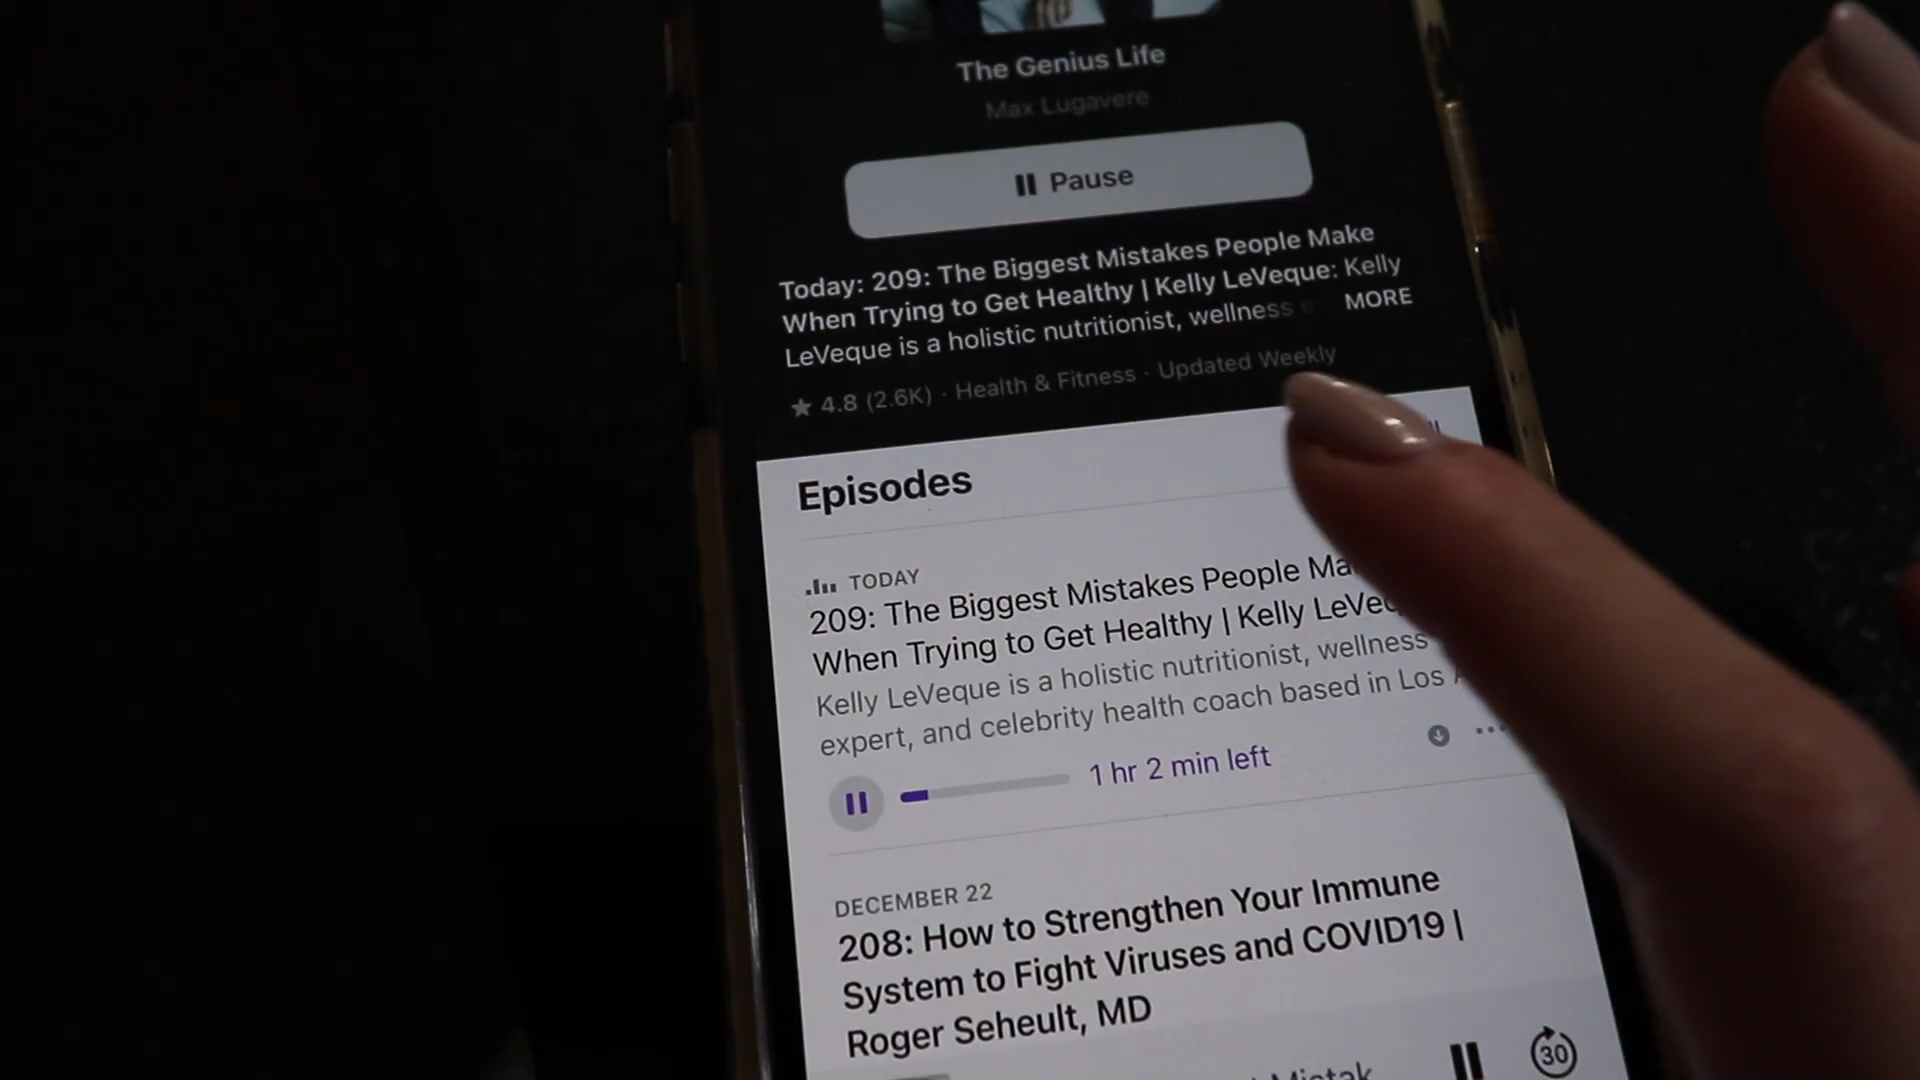 The Genius Life
Max Lugavere
Pause
Today: 209: The Biggest Mistakes People Make
When Trying to Get Healthy | Kelly LeVeque: Kelly
LeVeque is a holistic nutritionist, wellness
MORE
4.8 (2.6K) · Health & Fitness · Updated Weekly
Episodes
TODAY
209: The Biggest Mistakes People Ma
When Trying to Get Healthy | Kelly LeVeq
Kelly LeVeque is a holistic nutritionist, wellness
expert, and celebrity health coach based in Los
1 hr 2 min left
DECEMBER 22
208: How to Strengthen Your Immune
System to Fight Viruses and COVID19 |
Roger Seheult, MD
Mistak
30